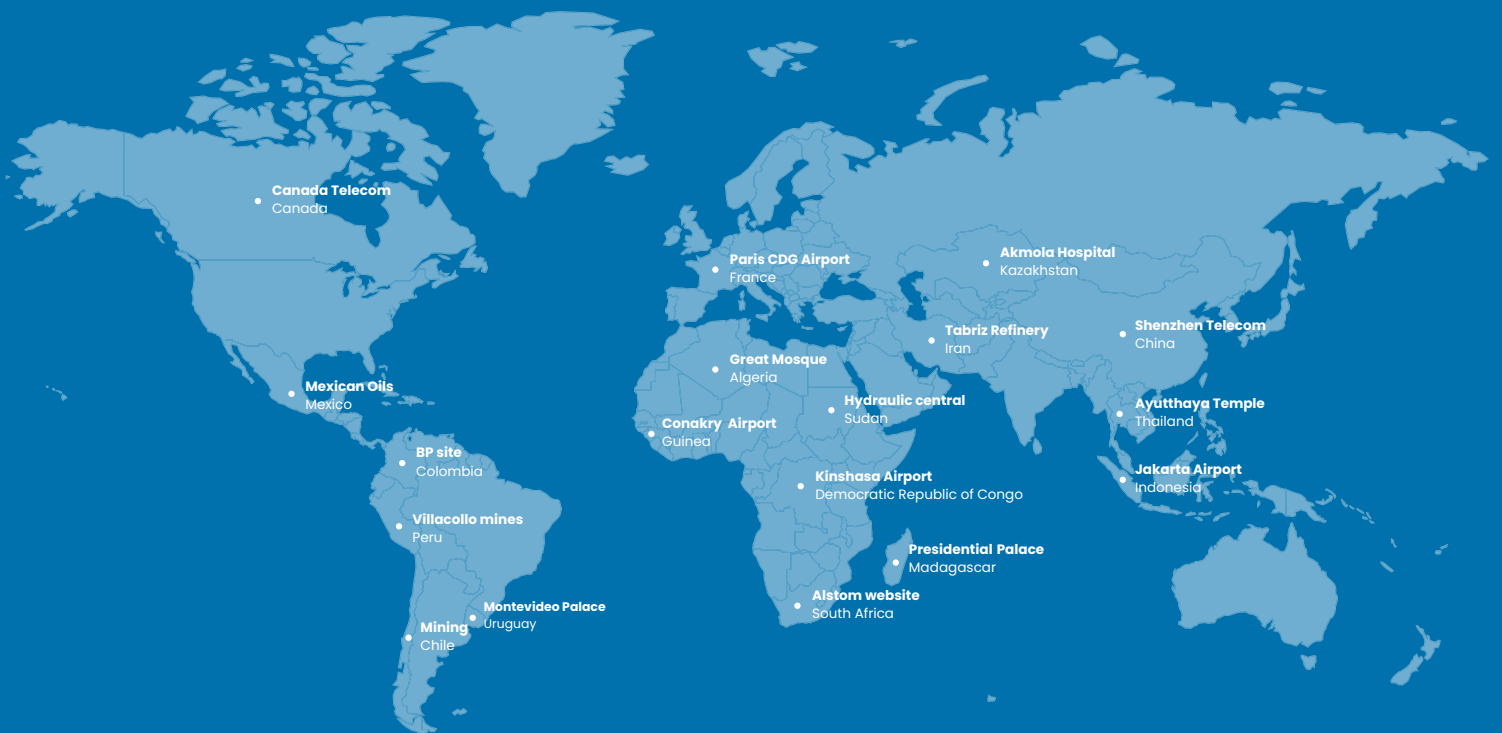 Canada Telecom
Canada
Paris CDG Airport
France
Akmola Hospital
Kazakhstan
Tabriz Refinery
Iran
Shenzhen Telecom
China
Great Mosque
Algeria
Mexican Oils
Mexico
Hydraulic central
Sudan
Ayutthaya Temple
Thailand
Conakry Airport
Guinea
BP site
Colombia
Kinshasa Airport
Democratic Republic of Congo
Jakarta Airport
Indonesia
Villacollo mines
Peru
Presidential Palace
Madagascar
Alstom website
South Africa
Montevideo Palace
Uruguay
Mining
Chile